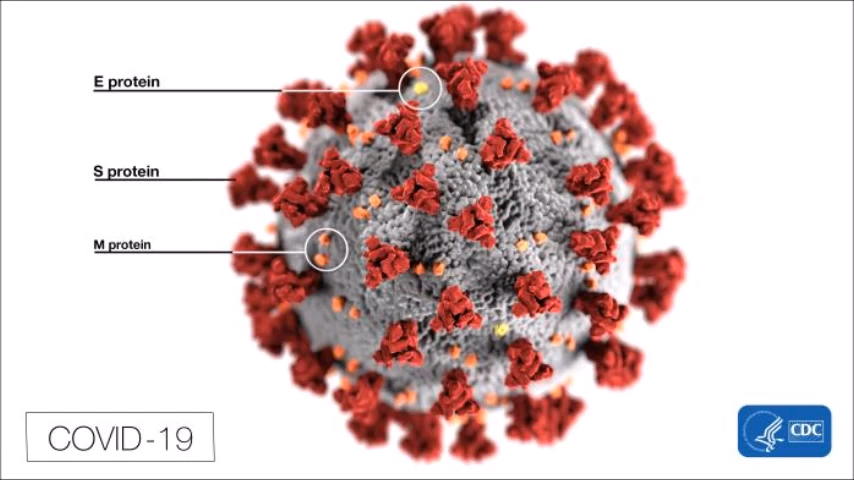 E protein
S protein
M protein
COVID-19
CDC